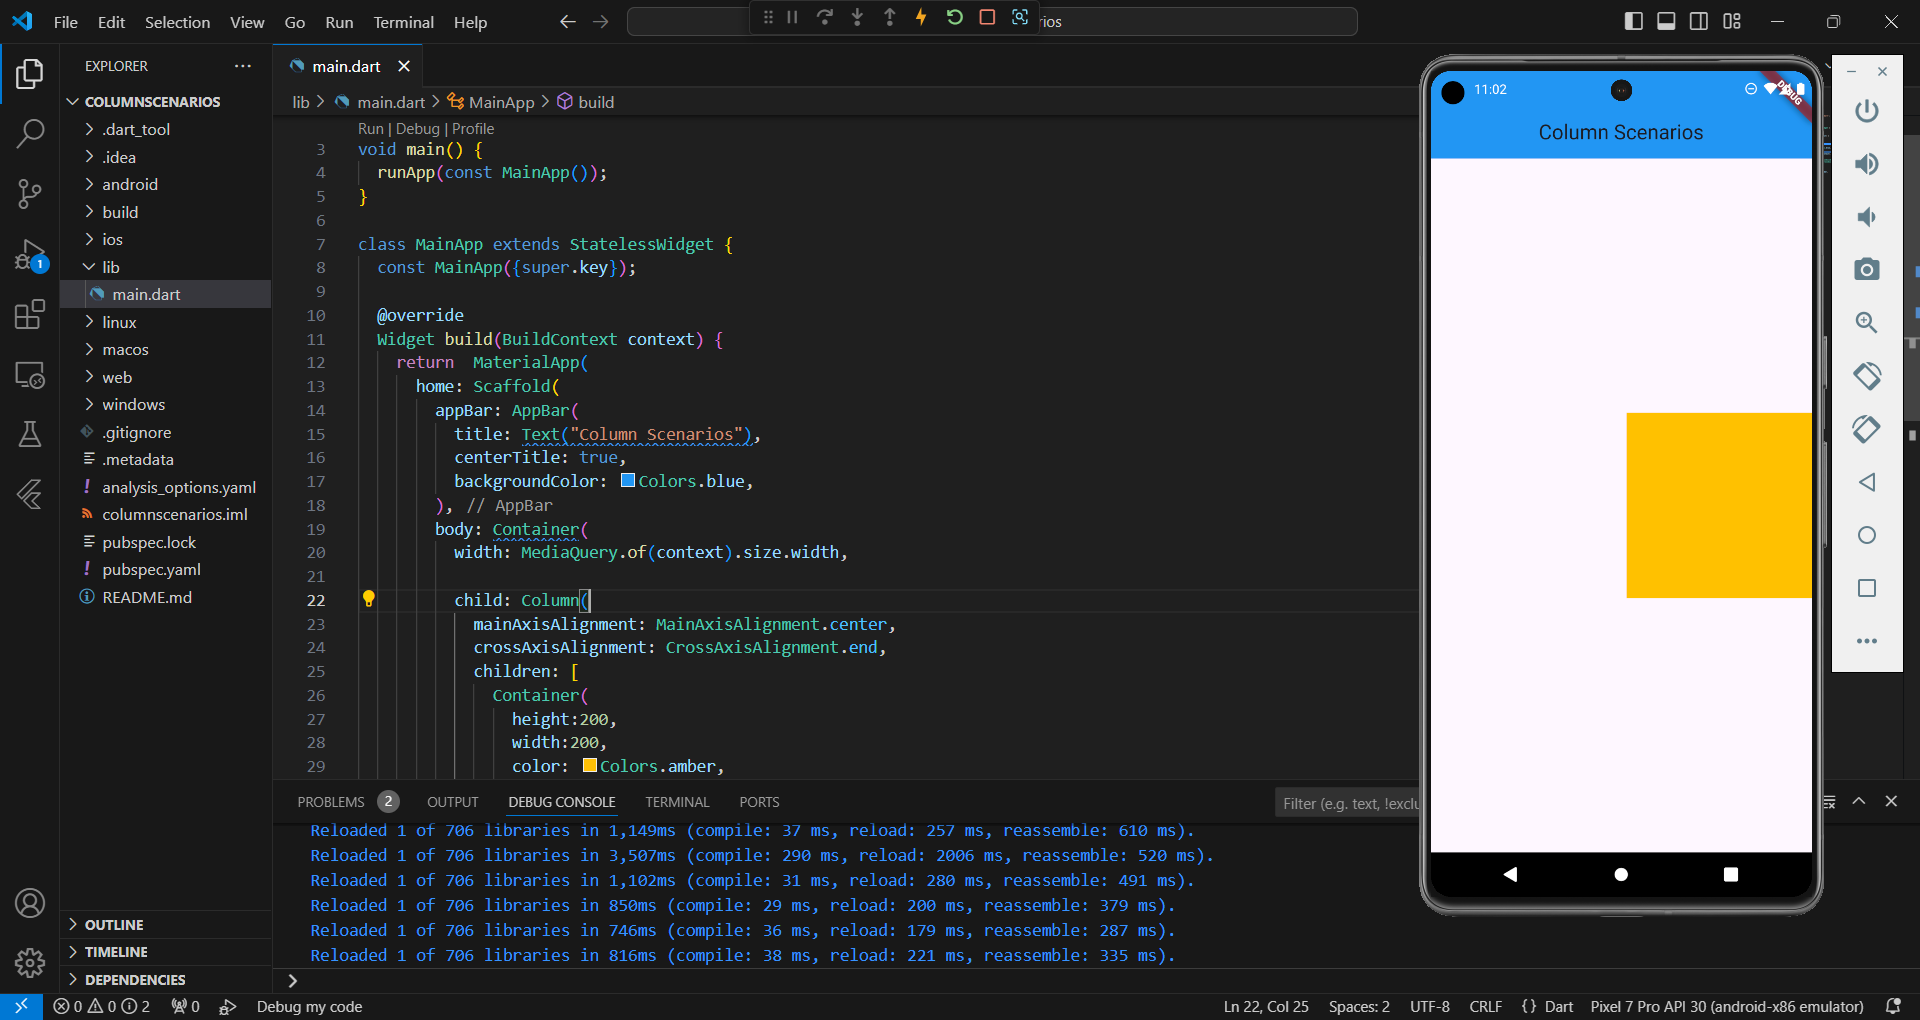 File Edit Selection View Go Run Terminal Help
rios
EXPLORER
COLUMNSCENARIOS
.dart_tool
.idea
android
build
ios
lib
main.dart
linux
macos
web
windows
.gitignore
.metadata
analysis_options.yaml
columnscenarios.iml
pubspec.lock
pubspec.yaml
README.md
OUTLINE
TIMELINE
DEPENDENCIES
1
main.dart
lib > main.dart > MainApp > build
Run | Debug | Profile
3 void main() {
4 runApp(const MainApp());
5 }
6
7 class MainApp extends StatelessWidget {
8 const MainApp({super.key});
9
10 @override
11 Widget build(BuildContext context) {
12 return  MaterialApp(
13 home: Scaffold(
14 appBar: AppBar(
15 title: Text("Column Scenarios"),
16 centerTitle: true,
17 backgroundColor: Colors.blue,
18 ), // AppBar
19 body: Container(
20 width: MediaQuery.of(context).size.width,
21
22 child: Column(
23 mainAxisAlignment: MainAxisAlignment.center,
24 crossAxisAlignment: CrossAxisAlignment.end,
25 children: [
26 Container(
27 height:200,
28 width:200,
29 color: Colors.amber,
PROBLEMS 2 OUTPUT DEBUG CONSOLE TERMINAL PORTS
Filter (e.g. text, !exclu
Reloaded 1 of 706 libraries in 1,149ms (compile: 37 ms, reload: 257 ms, reassemble: 610 ms).
Reloaded 1 of 706 libraries in 3,507ms (compile: 290 ms, reload: 2006 ms, reassemble: 520 ms).
Reloaded 1 of 706 libraries in 1,102ms (compile: 31 ms, reload: 280 ms, reassemble: 491 ms).
Reloaded 1 of 706 libraries in 850ms (compile: 29 ms, reload: 200 ms, reassemble: 379 ms).
Reloaded 1 of 706 libraries in 746ms (compile: 36 ms, reload: 179 ms, reassemble: 287 ms).
Reloaded 1 of 706 libraries in 816ms (compile: 38 ms, reload: 221 ms, reassemble: 335 ms).
11:02
DEBUG
Column Scenarios
0 0 2 0 Debug my code
Ln 22, Col 25 Spaces: 2 UTF-8 CRLF {} Dart Pixel 7 Pro API 30 (android-x86 emulator)